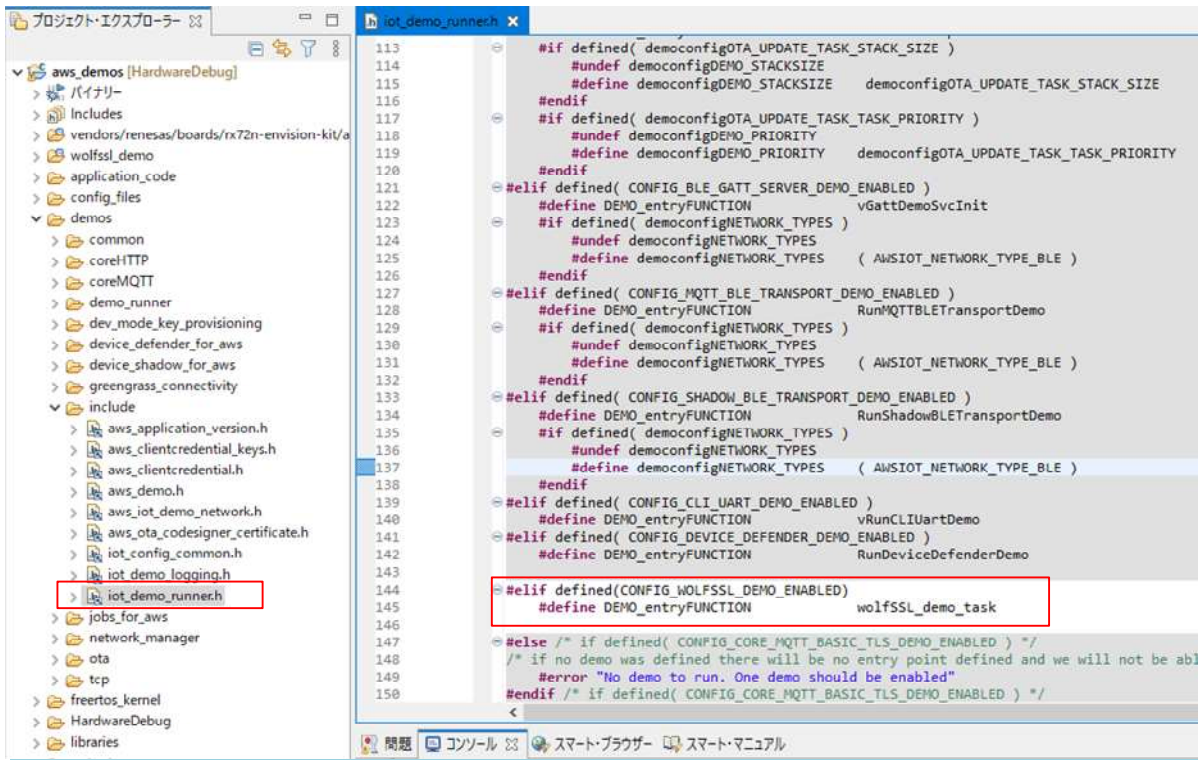 プロジェクト・エクスプローラー
aws_demos [HardwareDebug]
バイナリー
Includes
vendors/renesas/boards/rx72n-envision-kit/a
wolfssl_demo
application_code
config_files
demos
common
coreHTTP
coreMQTT
demo_runner
dev_mode_key_provisioning
device_defender_for_aws
device_shadow_for_aws
greengrass_connectivity
include
aws_application_version.h
aws_clientcredential_keys.h
aws_clientcredential.h
aws_demo.h
aws_iot_demo_network.h
aws_ota_codesigner_certificate.h
iot_config_common.h
iot_demo_logging.h
iot_demo_runner.h
jobs_for_aws
network_manager
ota
tcp
freertos_kernel
HardwareDebug
libraries
iot_demo_runner.h
113 #if defined( democonfigOTA_UPDATE_TASK_STACK_SIZE )
114 #undef democonfigDEMO_STACKSIZE
115 #define democonfigDEMO_STACKSIZE democonfigOTA_UPDATE_TASK_STACK_SIZE
116 #endif
117 #if defined( democonfigOTA_UPDATE_TASK_TASK_PRIORITY )
118 #undef democonfigDEMO_PRIORITY
119 #define democonfigDEMO_PRIORITY democonfigOTA_UPDATE_TASK_TASK_PRIORITY
120 #endif
121 #elif defined( CONFIG_BLE_GATT_SERVER_DEMO_ENABLED )
122 #define DEMO_entryFUNCTION vGattDemoSvcInit
123 #if defined( democonfigNETWORK_TYPES )
124 #undef democonfigNETWORK_TYPES
125 #define democonfigNETWORK_TYPES ( AWSIOT_NETWORK_TYPE_BLE )
126 #endif
127 #elif defined( CONFIG_MQTT_BLE_TRANSPORT_DEMO_ENABLED )
128 #define DEMO_entryFUNCTION RunMQTTBLETransportDemo
129 #if defined( democonfigNETWORK_TYPES )
130 #undef democonfigNETWORK_TYPES
131 #define democonfigNETWORK_TYPES ( AWSIOT_NETWORK_TYPE_BLE )
132 #endif
133 #elif defined( CONFIG_SHADOW_BLE_TRANSPORT_DEMO_ENABLED )
134 #define DEMO_entryFUNCTION RunShadowBLETransportDemo
135 #if defined( democonfigNETWORK_TYPES )
136 #undef democonfigNETWORK_TYPES
137 #define democonfigNETWORK_TYPES ( AWSIOT_NETWORK_TYPE_BLE )
138 #endif
139 #elif defined( CONFIG_CLI_UART_DEMO_ENABLED )
140 #define DEMO_entryFUNCTION vRunCLIUartDemo
141 #elif defined( CONFIG_DEVICE_DEFENDER_DEMO_ENABLED )
142 #define DEMO_entryFUNCTION RunDeviceDefenderDemo
143
144 #elif defined(CONFIG_WOLFSSL_DEMO_ENABLED)
145 #define DEMO_entryFUNCTION wolfSSL_demo_task
146
147 #else /* if defined( CONFIG_CORE_MQTT_BASIC_TLS_DEMO_ENABLED ) */
148 /* if no demo was defined there will be no entry point defined and we will not be abl
149 #error "No demo to run. One demo should be enabled"
150 #endif /* if defined( CONFIG_CORE_MQTT_BASIC_TLS_DEMO_ENABLED ) */
問題 コンソール スマート・ブラウザー スマート・マニュアル